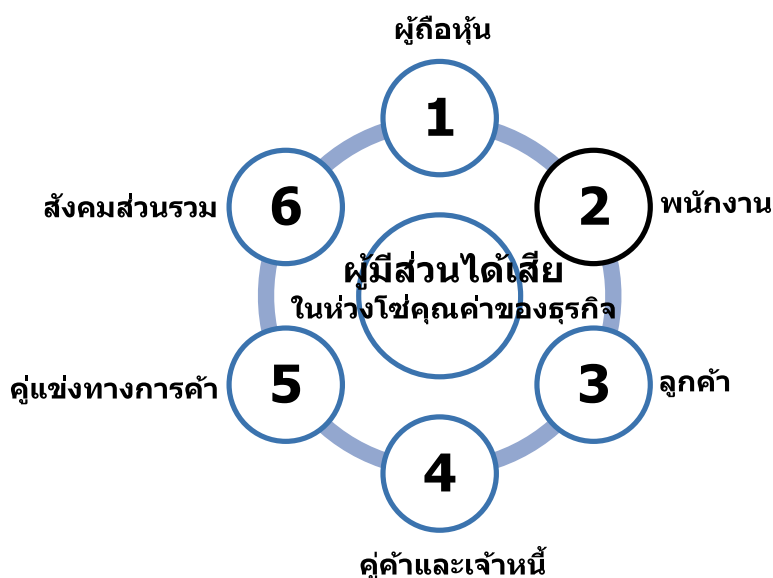 ผู้ถือหุ้น
1
2
พนักงาน
3
ลูกค้า
4
คู่ค้าและเจ้าหนี้
5
คู่แข่งทางการค้า
6
สังคมส่วนรวม
ผู้มีส่วนได้เสีย
ในห่วงโซ่คุณค่าของธุรกิจ